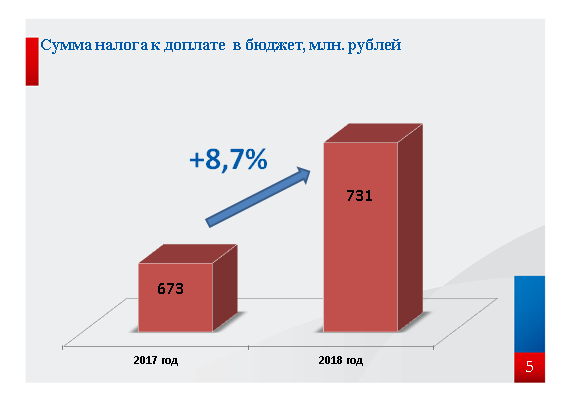 Сумма налога к доплате в бюджет, млн. рублей
+8,7%
731
673
2017 год
2018 год
5